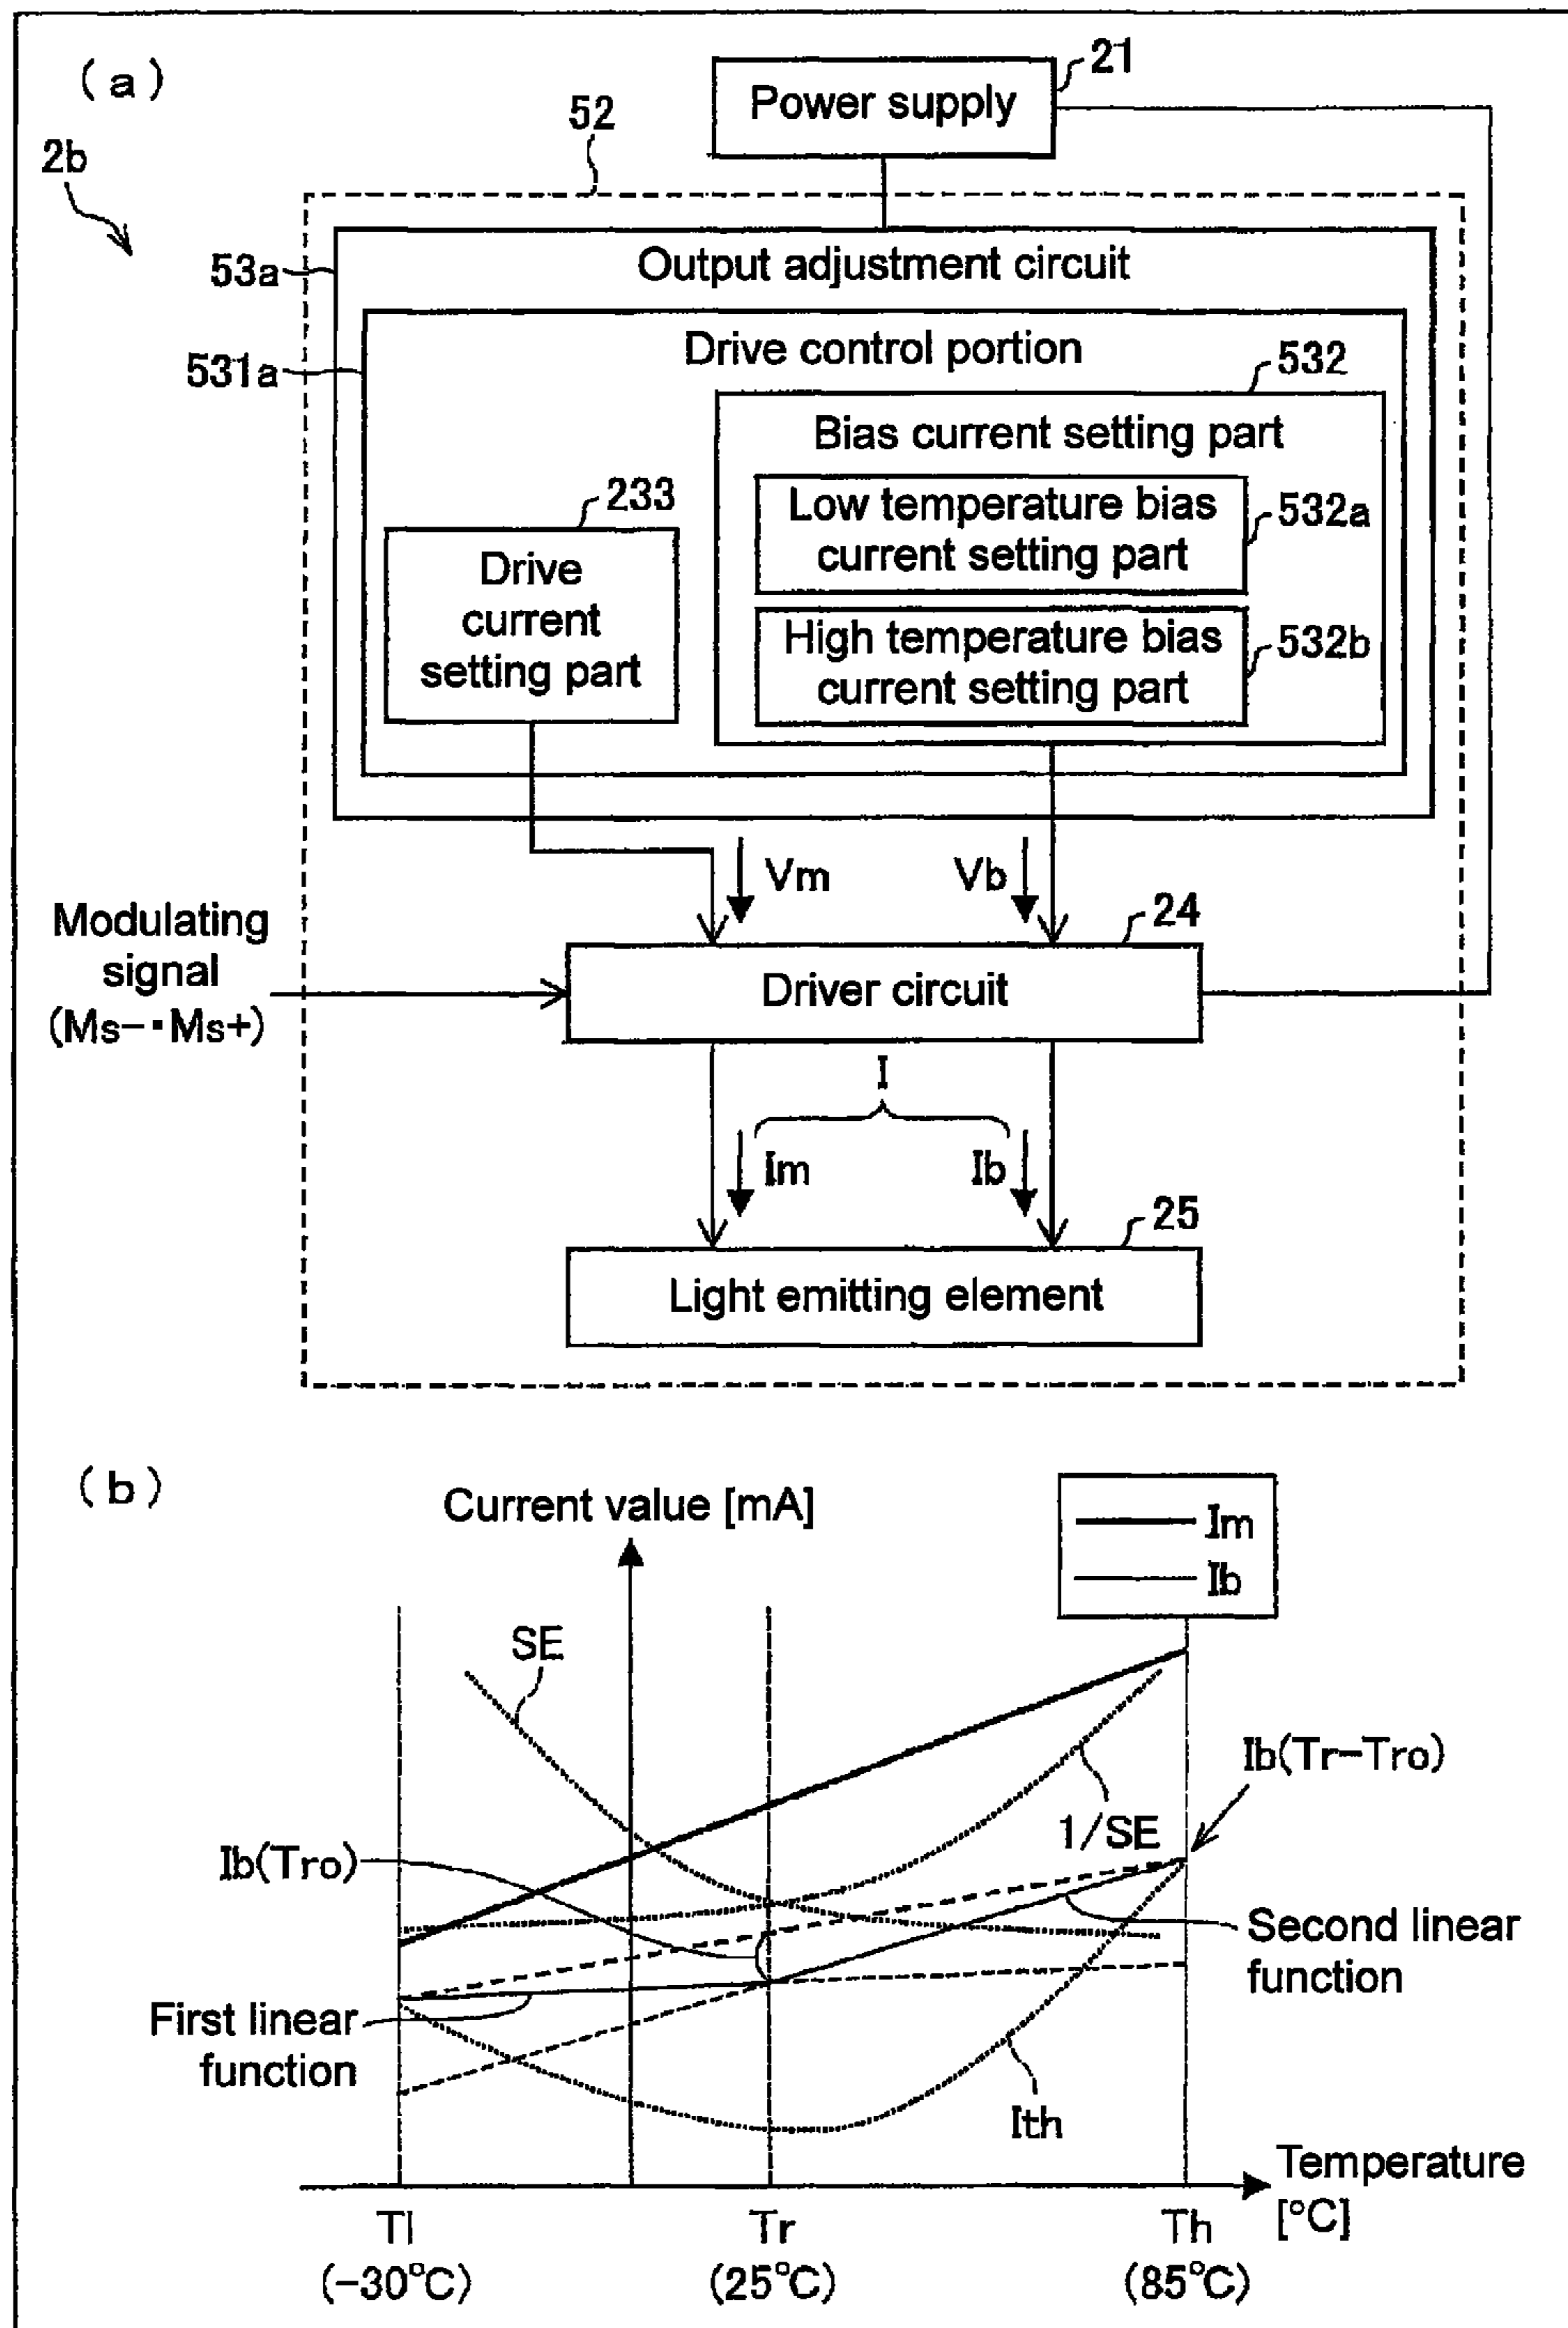 (a)
21
Power supply
52
2b
53a
Output adjustment circuit
531a
Drive control portion
532
Bias current setting part
233
Low temperature bias
current setting part
532a
Drive
current
setting part
High temperature bias
current setting part
532b
Vm
Vb
Modulating
signal
(Ms-・Ms+)
24
Driver circuit
I
Im
Ib
25
Light emitting element
(b)
Current value [mA]
Im
Ib
SE
Ib(Tr-Tro)
1/SE
Ib(Tro)
Second linear
function
First linear
function
Ith
Temperature
[°C]
Tl
(-30°C)
Tr
(25°C)
Th
(85°C)